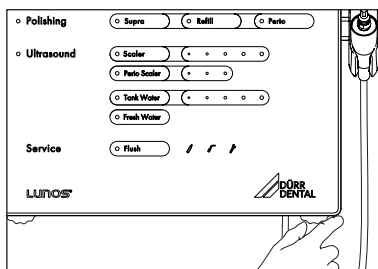 Polishing Supra Refill Perio
Ultrasound Scaler
Perio Scaler
Tank Water
Fresh Water
Service Flush
LUNOS®
DÜRR
DENTAL